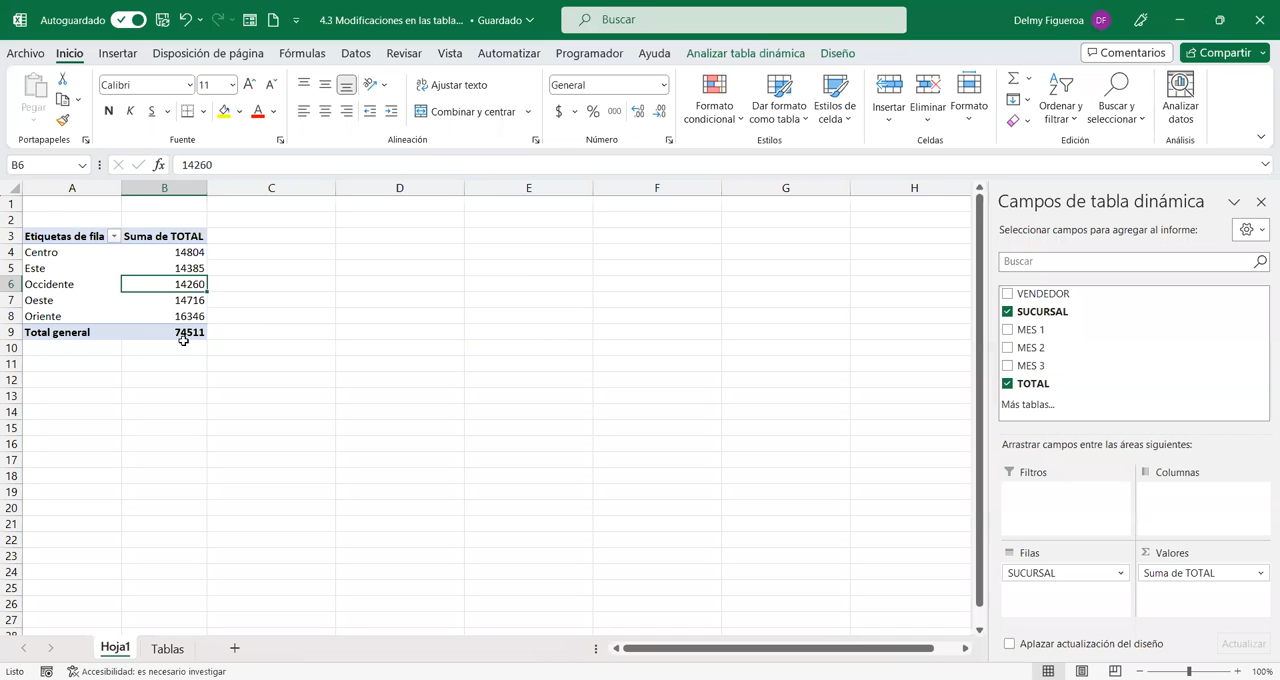 Autoguardado 4.3 Modificaciones en las tabla... • Guardado Buscar Delmy Figueroa DF
Archivo Inicio Insertar Disposición de página Fórmulas Datos Revisar Vista Automatizar Programador Ayuda Analizar tabla dinámica Diseño Comentarios Compartir
Pegar Calibri 11 Ajustar texto General Formato condicional Dar formato como tabla Estilos de celda Insertar Eliminar Formato Ordenar y filtrar Buscar y seleccionar Analizar datos
N K S A Combinar y centrar $ % 000
Portapapeles Fuente Alineación Número Estilos Celdas Edición Análisis
B6 fx 14260
A B C D E F G H
1
2
3 Etiquetas de fila Suma de TOTAL
4 Centro 14804
5 Este 14385
6 Occidente 14260
7 Oeste 14716
8 Oriente 16346
9 Total general 74511
10
11
12
13
14
15
16
17
18
19
20
21
22
23
24
25
26
27
28
Campos de tabla dinámica
Seleccionar campos para agregar al informe:
Buscar
VENDEDOR
SUCURSAL
MES 1
MES 2
MES 3
TOTAL
Más tablas...
Arrastrar campos entre las áreas siguientes:
Filtros Columnas
Filas Σ Valores
SUCURSAL Suma de TOTAL
Aplazar actualización del diseño Actualizar
Hoja1 Tablas +
Listo Accesibilidad: es necesario investigar 100%